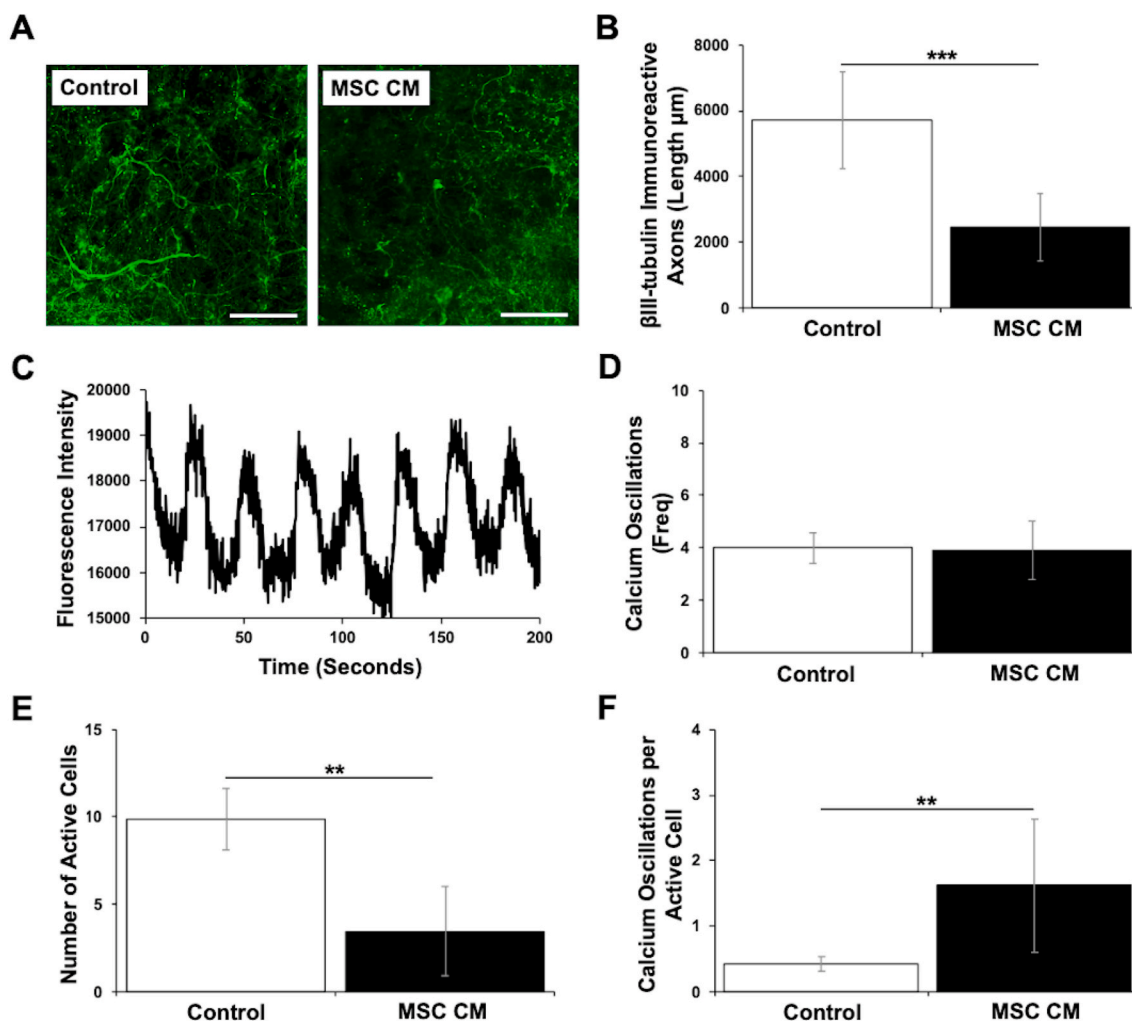 A
Control
MSC CM
B
8000
6000
4000
2000
0
βIII-tubulin Immunoreactive
Axons (Length μm)
***
Control
MSC CM
C
20000
19000
18000
17000
16000
15000
Fluorescence Intensity
0
50
100
150
200
Time (Seconds)
D
10
8
6
4
2
0
Calcium Oscillations
(Freq)
Control
MSC CM
E
15
10
5
0
Number of Active Cells
**
Control
MSC CM
F
4
3
2
1
0
Calcium Oscillations per
Active Cell
**
Control
MSC CM